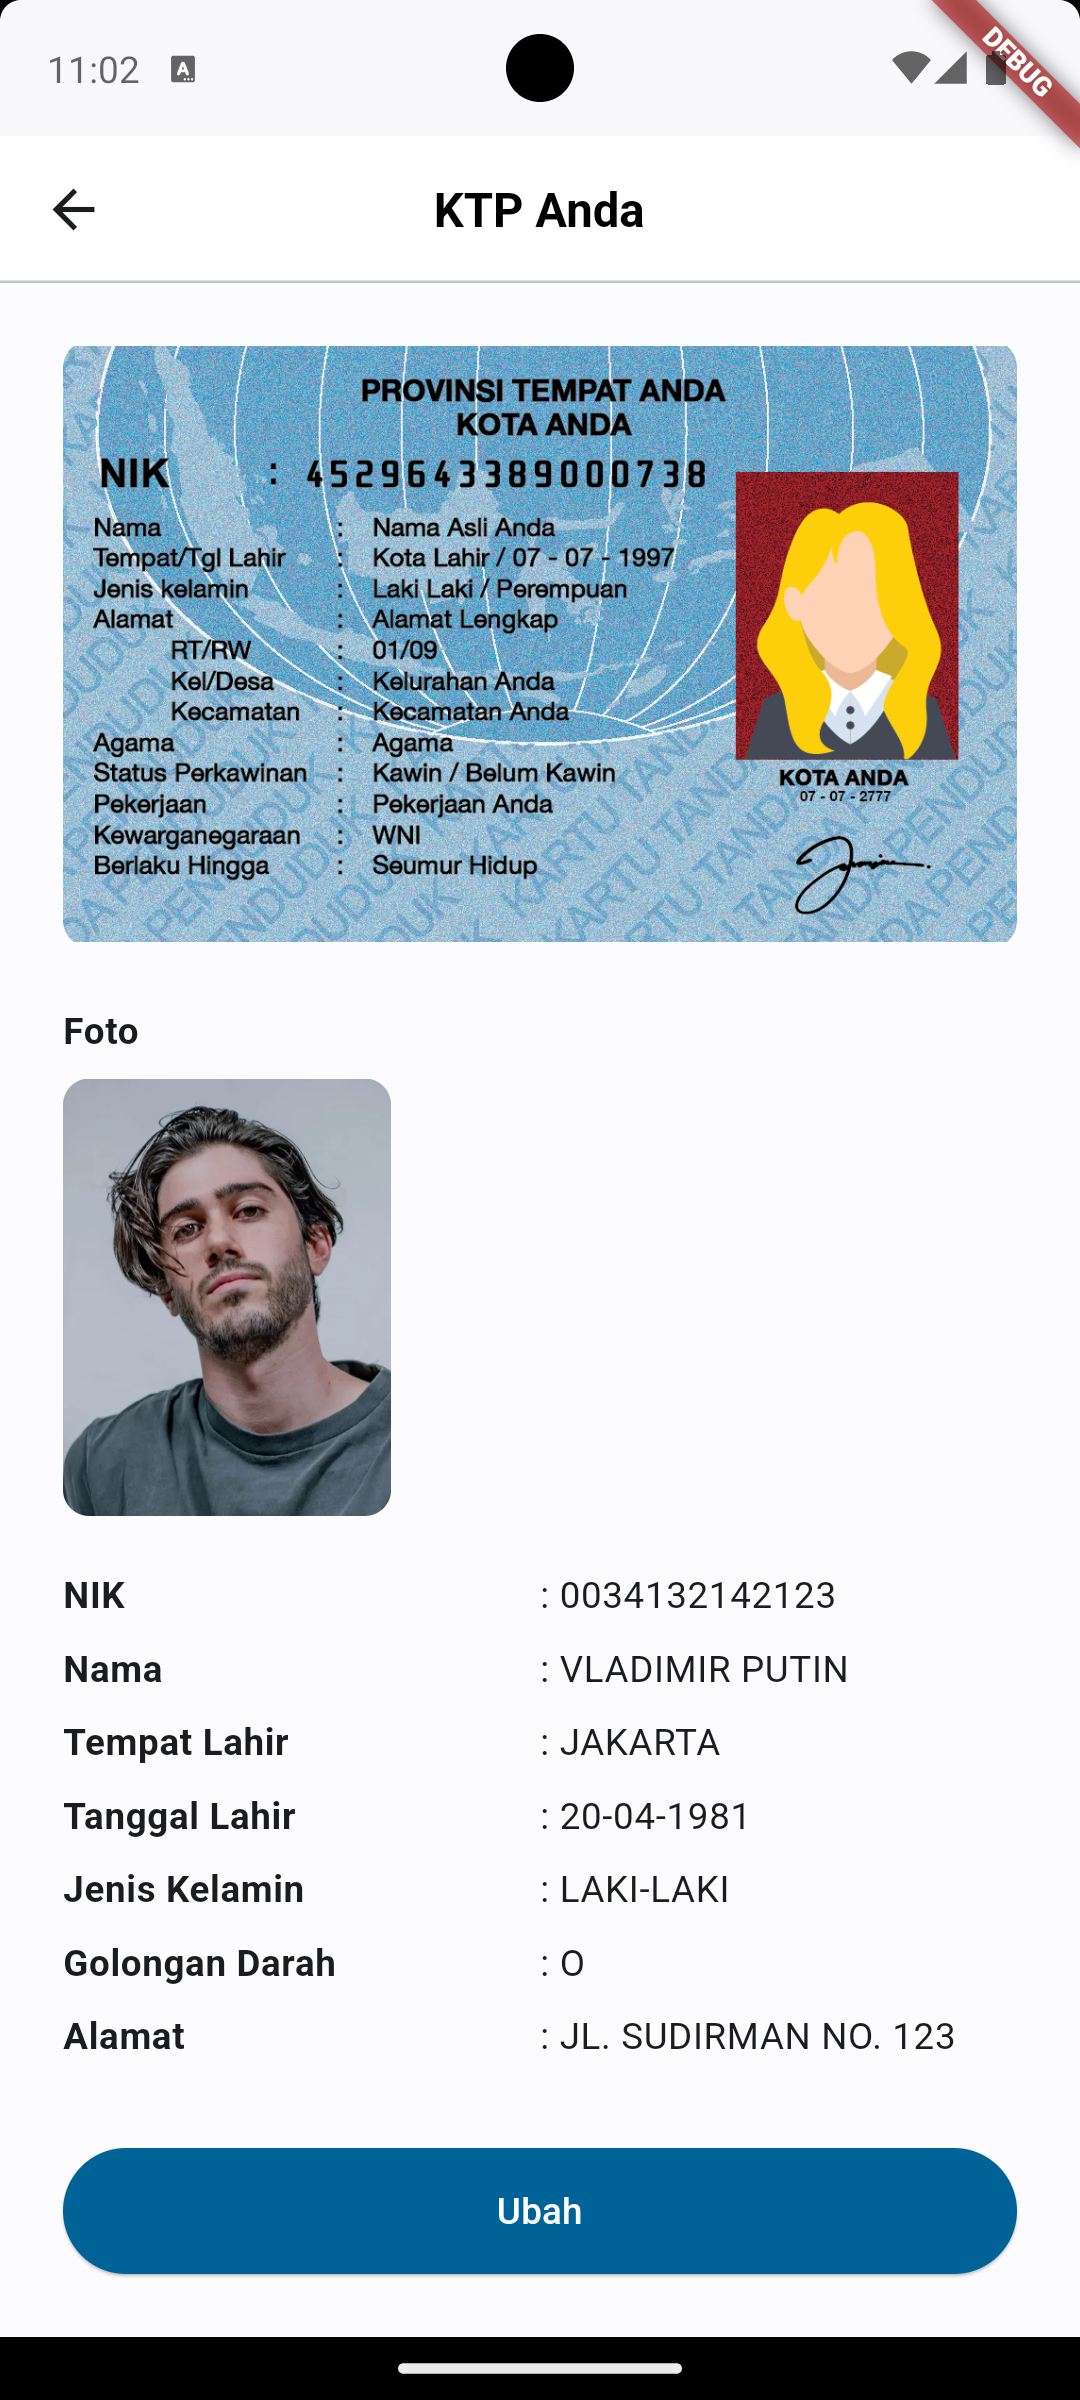 11:02
DEBUG
KTP Anda
PROVINSI TEMPAT ANDA
KOTA ANDA
NIK : 4529643389000738
Nama : Nama Asli Anda
Tempat/Tgl Lahir : Kota Lahir / 07 - 07 - 1997
Jenis kelamin : Laki Laki / Perempuan
Alamat : Alamat Lengkap
RT/RW : 01/09
Kel/Desa : Kelurahan Anda
Kecamatan : Kecamatan Anda
Agama : Agama
Status Perkawinan : Kawin / Belum Kawin
Pekerjaan : Pekerjaan Anda
Kewarganegaraan : WNI
Berlaku Hingga : Seumur Hidup
KOTA ANDA
07 - 07 - 2777
Foto
NIK : 0034132142123
Nama : VLADIMIR PUTIN
Tempat Lahir : JAKARTA
Tanggal Lahir : 20-04-1981
Jenis Kelamin : LAKI-LAKI
Golongan Darah : O
Alamat : JL. SUDIRMAN NO. 123
Ubah